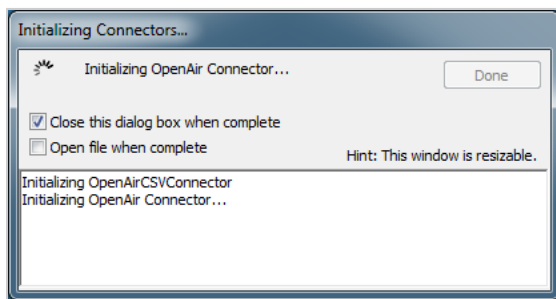 Initializing Connectors...
Initializing OpenAir Connector...
Done
Close this dialog box when complete
Open file when complete
Hint: This window is resizable.
Initializing OpenAirCSVConnector
Initializing OpenAir Connector...